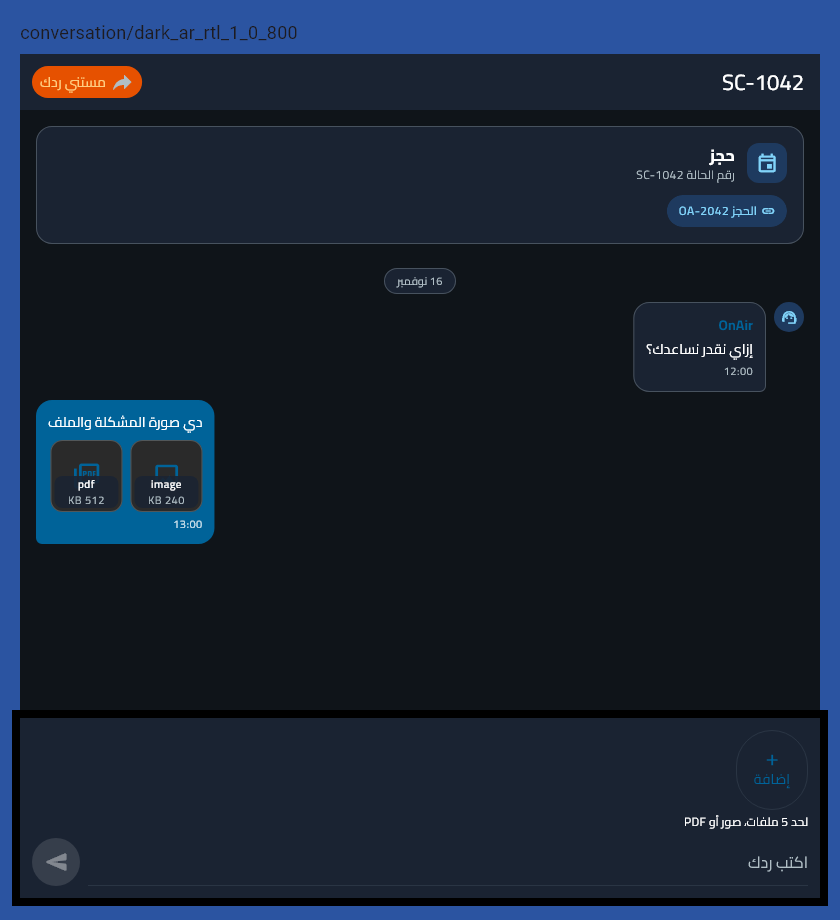 conversation/dark_ar_rtl_1_0_800
SC-1042
مستني ردك
حجز
رقم الحالة SC-1042
الحجز OA-2042
16 نوفمبر
OnAir
إزاي نقدر نساعدك؟
12:00
دي صورة المشكلة والملف
image
240 KB
pdf
512 KB
13:00
إضافة
لحد 5 ملفات، صور أو PDF
اكتب ردك